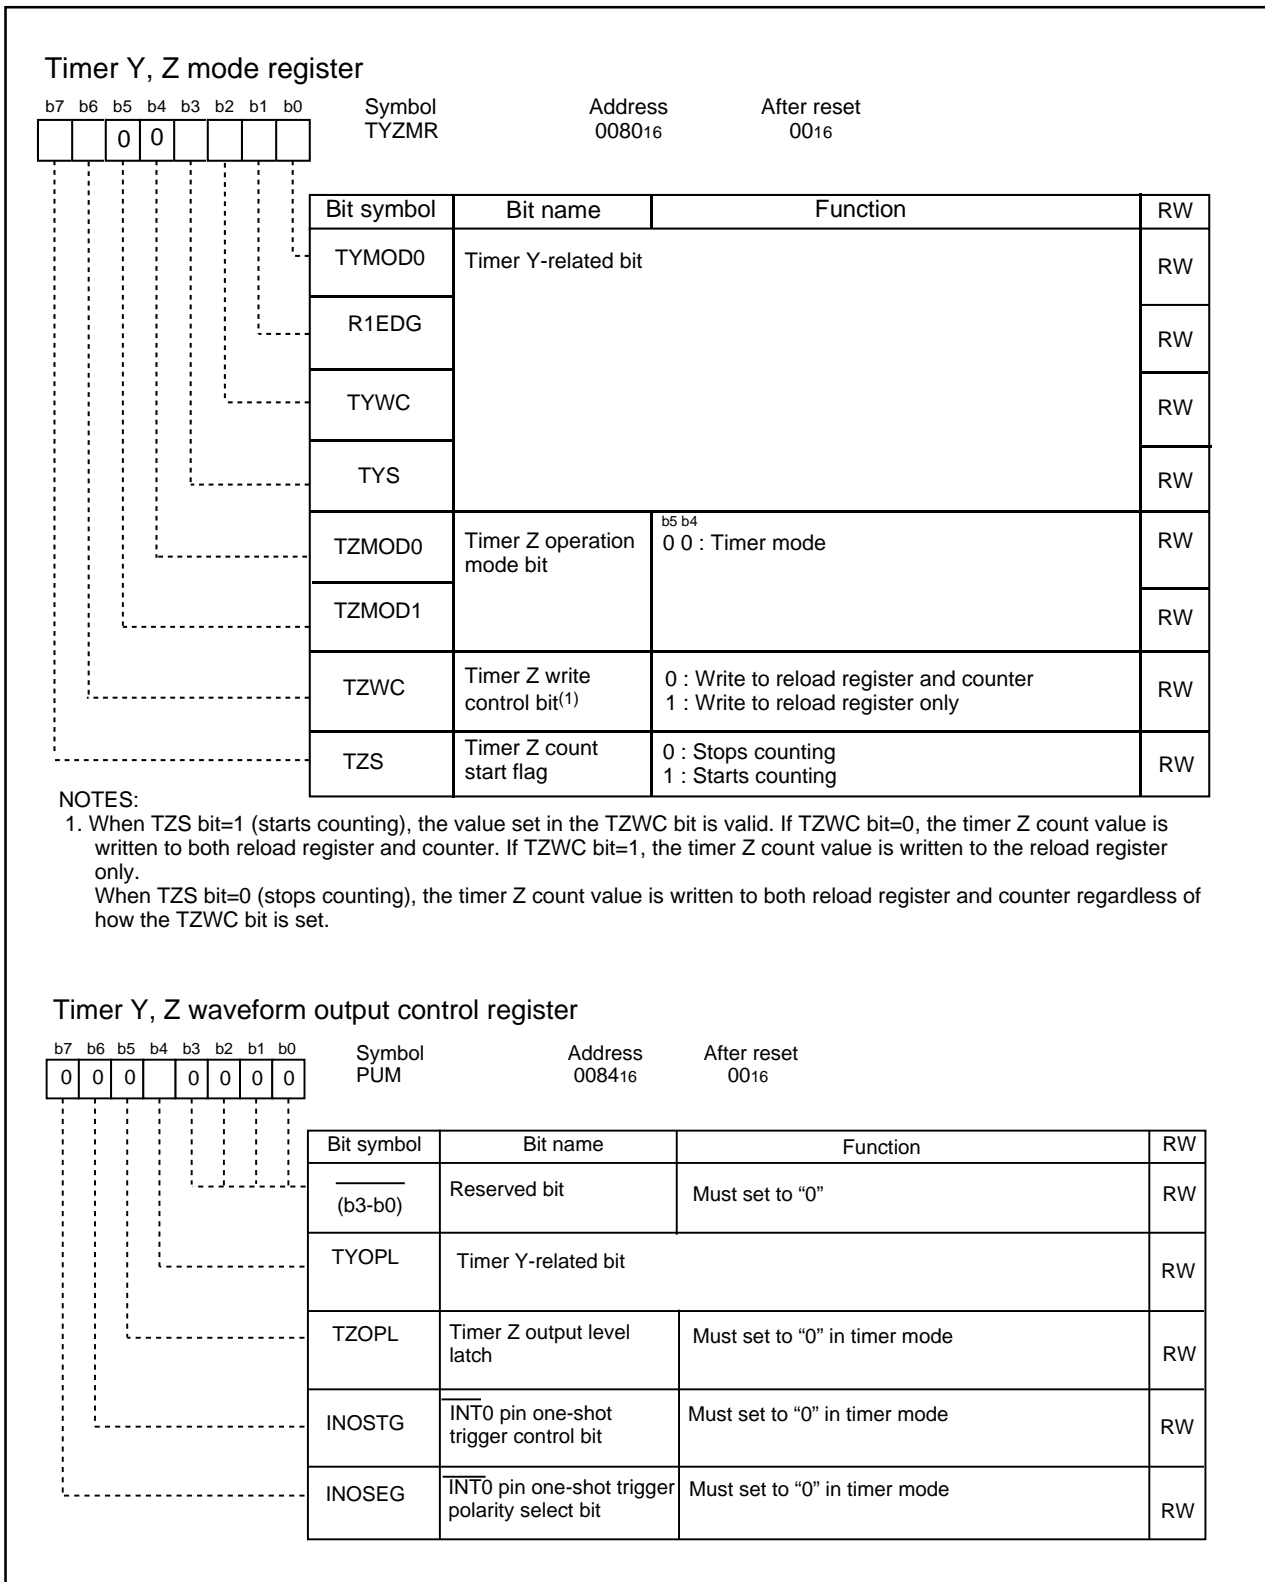 Timer Y, Z mode register
b7 b6 b5 b4 b3 b2 b1 b0
0 0
Symbol Address After reset
TYZMR 008016 0016
Bit symbol Bit name Function RW
TYMOD0 Timer Y-related bit RW
R1EDG RW
TYWC RW
TYS RW
TZMOD0 Timer Z operation mode bit b5 b4 RW
0 0 : Timer mode
TZMOD1 RW
TZWC Timer Z write control bit(1) 0 : Write to reload register and counter RW
1 : Write to reload register only
TZS Timer Z count start flag 0 : Stops counting RW
1 : Starts counting
NOTES:
1. When TZS bit=1 (starts counting), the value set in the TZWC bit is valid. If TZWC bit=0, the timer Z count value is
written to both reload register and counter. If TZWC bit=1, the timer Z count value is written to the reload register
only.
When TZS bit=0 (stops counting), the timer Z count value is written to both reload register and counter regardless of
how the TZWC bit is set.
Timer Y, Z waveform output control register
b7 b6 b5 b4 b3 b2 b1 b0
0 0 0 0 0 0 0
Symbol Address After reset
PUM 008416 0016
Bit symbol Bit name Function RW
(b3-b0) Reserved bit Must set to “0” RW
TYOPL Timer Y-related bit RW
TZOPL Timer Z output level latch Must set to “0” in timer mode RW
INOSTG INT0 pin one-shot trigger control bit Must set to “0” in timer mode RW
INOSEG INT0 pin one-shot trigger polarity select bit Must set to “0” in timer mode RW